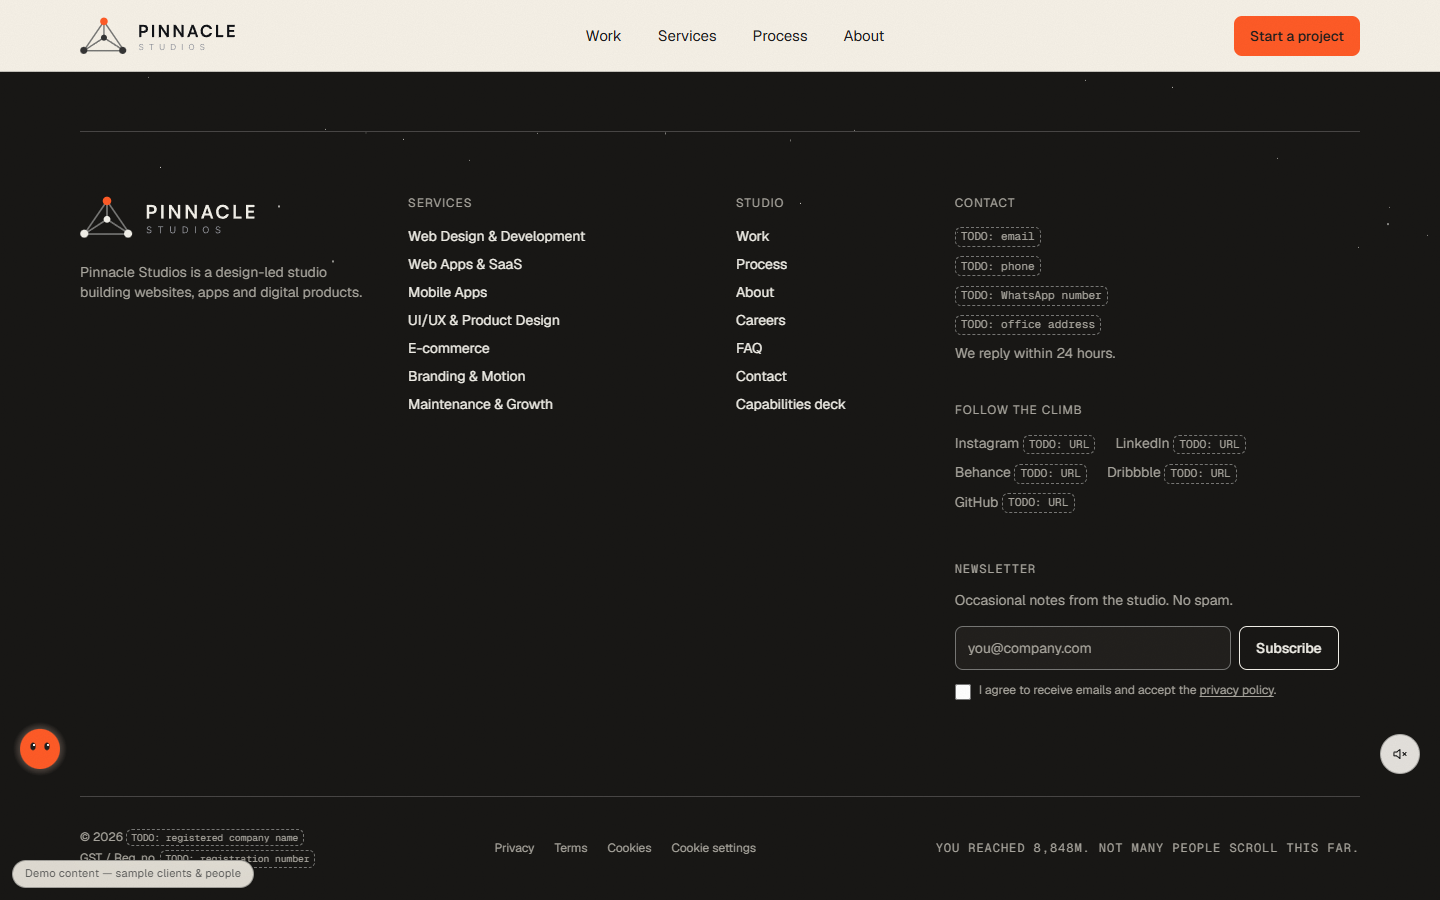 PINNACLE
STUDIOS
Work
Services
Process
About
Start a project
PINNACLE
STUDIOS
Pinnacle Studios is a design-led studio
building websites, apps and digital products.
SERVICES
Web Design & Development
Web Apps & SaaS
Mobile Apps
UI/UX & Product Design
E-commerce
Branding & Motion
Maintenance & Growth
STUDIO
Work
Process
About
Careers
FAQ
Contact
Capabilities deck
CONTACT
TODO: email
TODO: phone
TODO: WhatsApp number
TODO: office address
We reply within 24 hours.
FOLLOW THE CLIMB
Instagram TODO: URL LinkedIn TODO: URL
Behance TODO: URL Dribbble TODO: URL
GitHub TODO: URL
NEWSLETTER
Occasional notes from the studio. No spam.
you@company.com
Subscribe
I agree to receive emails and accept the privacy policy.
© 2026 TODO: registered company name
GST / Reg. no. TODO: registration number
Demo content — sample clients & people
Privacy
Terms
Cookies
Cookie settings
YOU REACHED 8,848M. NOT MANY PEOPLE SCROLL THIS FAR.